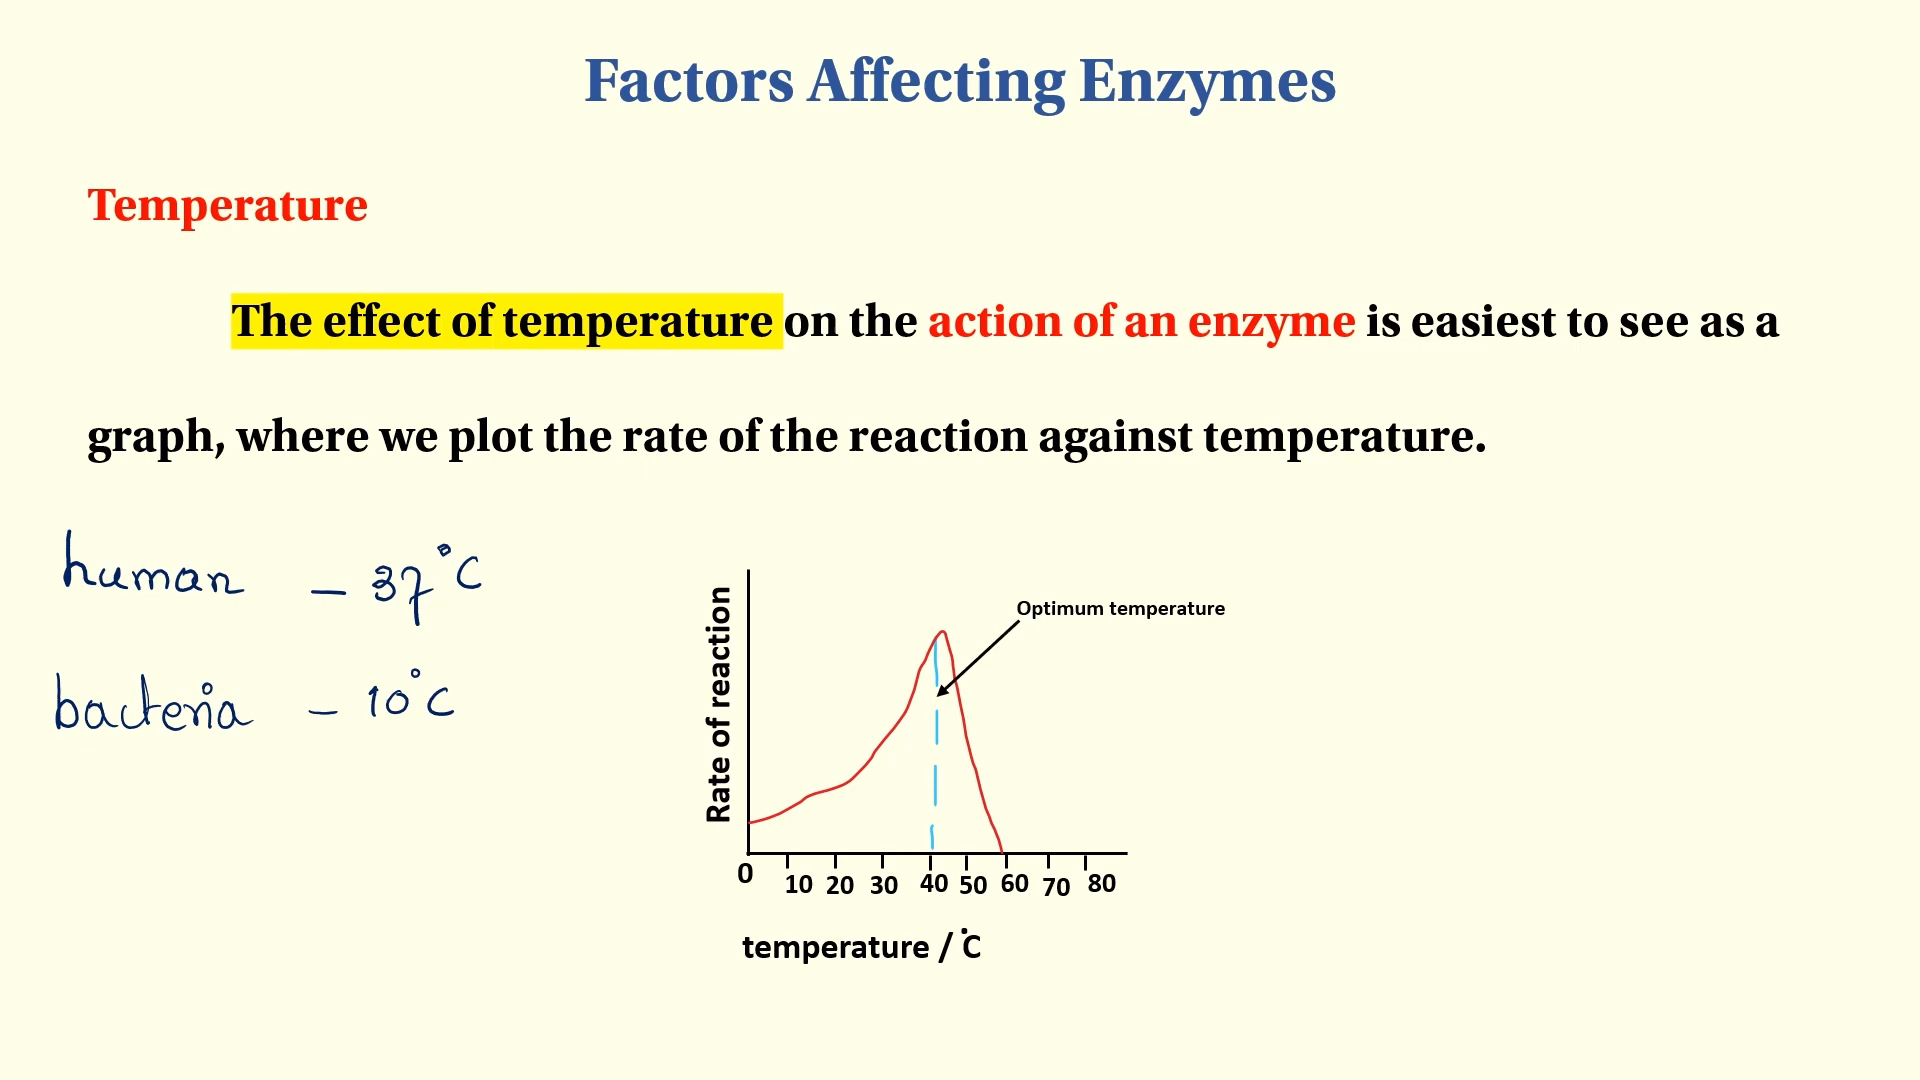 Factors Affecting Enzymes
Temperature
The effect of temperature on the action of an enzyme is easiest to see as a
graph, where we plot the rate of the reaction against temperature.
human - 37°C
bacteria - 10°C
Rate of reaction
Optimum temperature
0 10 20 30 40 50 60 70 80
temperature / °C